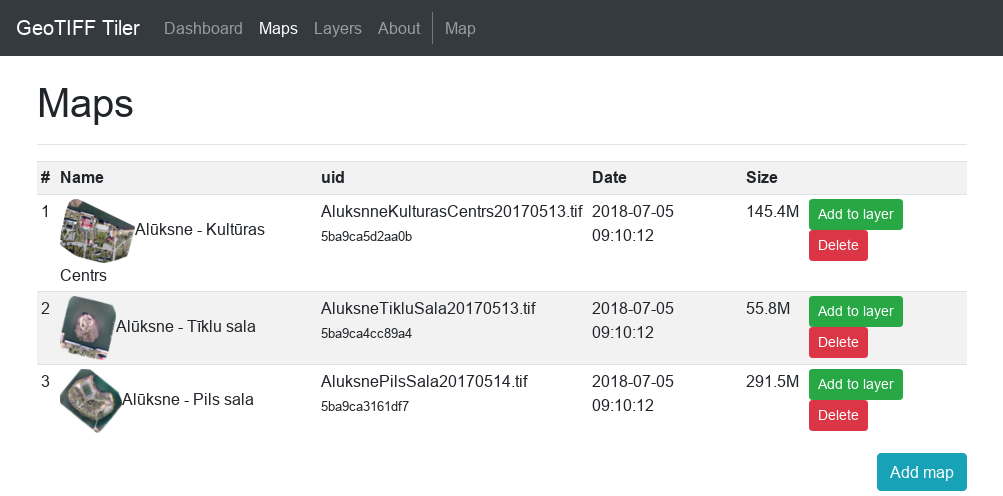 GeoTIFF Tiler Dashboard Maps Layers About Map
Maps
# Name uid Date Size
1 Alūksne - Kultūras AluksnneKulturasCentrs20170513.tif 2018-07-05 145.4M Add to layer
5ba9ca5d2aa0b 09:10:12 Delete
Centrs
2 Alūksne - Tīklu sala AluksneTikluSala20170513.tif 2018-07-05 55.8M Add to layer
5ba9ca4cc89a4 09:10:12 Delete
3 Alūksne - Pils sala AluksnePilsSala20170514.tif 2018-07-05 291.5M Add to layer
5ba9ca3161df7 09:10:12 Delete
Add map